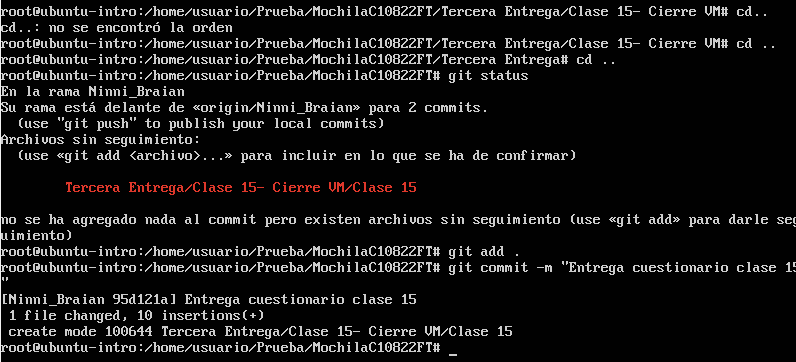 root@ubuntu-intro:/home/usuario/Prueba/MochilaC10822FT/Tercera Entrega/Clase 15- Cierre VM# cd..
cd..: no se encontró la orden
root@ubuntu-intro:/home/usuario/Prueba/MochilaC10822FT/Tercera Entrega/Clase 15- Cierre VM# cd ..
root@ubuntu-intro:/home/usuario/Prueba/MochilaC10822FT/Tercera Entrega# cd ..
root@ubuntu-intro:/home/usuario/Prueba/MochilaC10822FT# git status
En la rama Ninni_Braian
Su rama está delante de «origin/Ninni_Braian» para 2 commits.
  (use "git push" to publish your local commits)
Archivos sin seguimiento:
  (use «git add <archivo>...» para incluir en lo que se ha de confirmar)
        Tercera Entrega/Clase 15- Cierre VM/Clase 15
no se ha agregado nada al commit pero existen archivos sin seguimiento (use «git add» para darle seg
uimiento)
root@ubuntu-intro:/home/usuario/Prueba/MochilaC10822FT# git add .
root@ubuntu-intro:/home/usuario/Prueba/MochilaC10822FT# git commit -m "Entrega cuestionario clase 15
"
[Ninni_Braian 95d121a] Entrega cuestionario clase 15
 1 file changed, 10 insertions(+)
 create mode 100644 Tercera Entrega/Clase 15- Cierre VM/Clase 15
root@ubuntu-intro:/home/usuario/Prueba/MochilaC10822FT# _